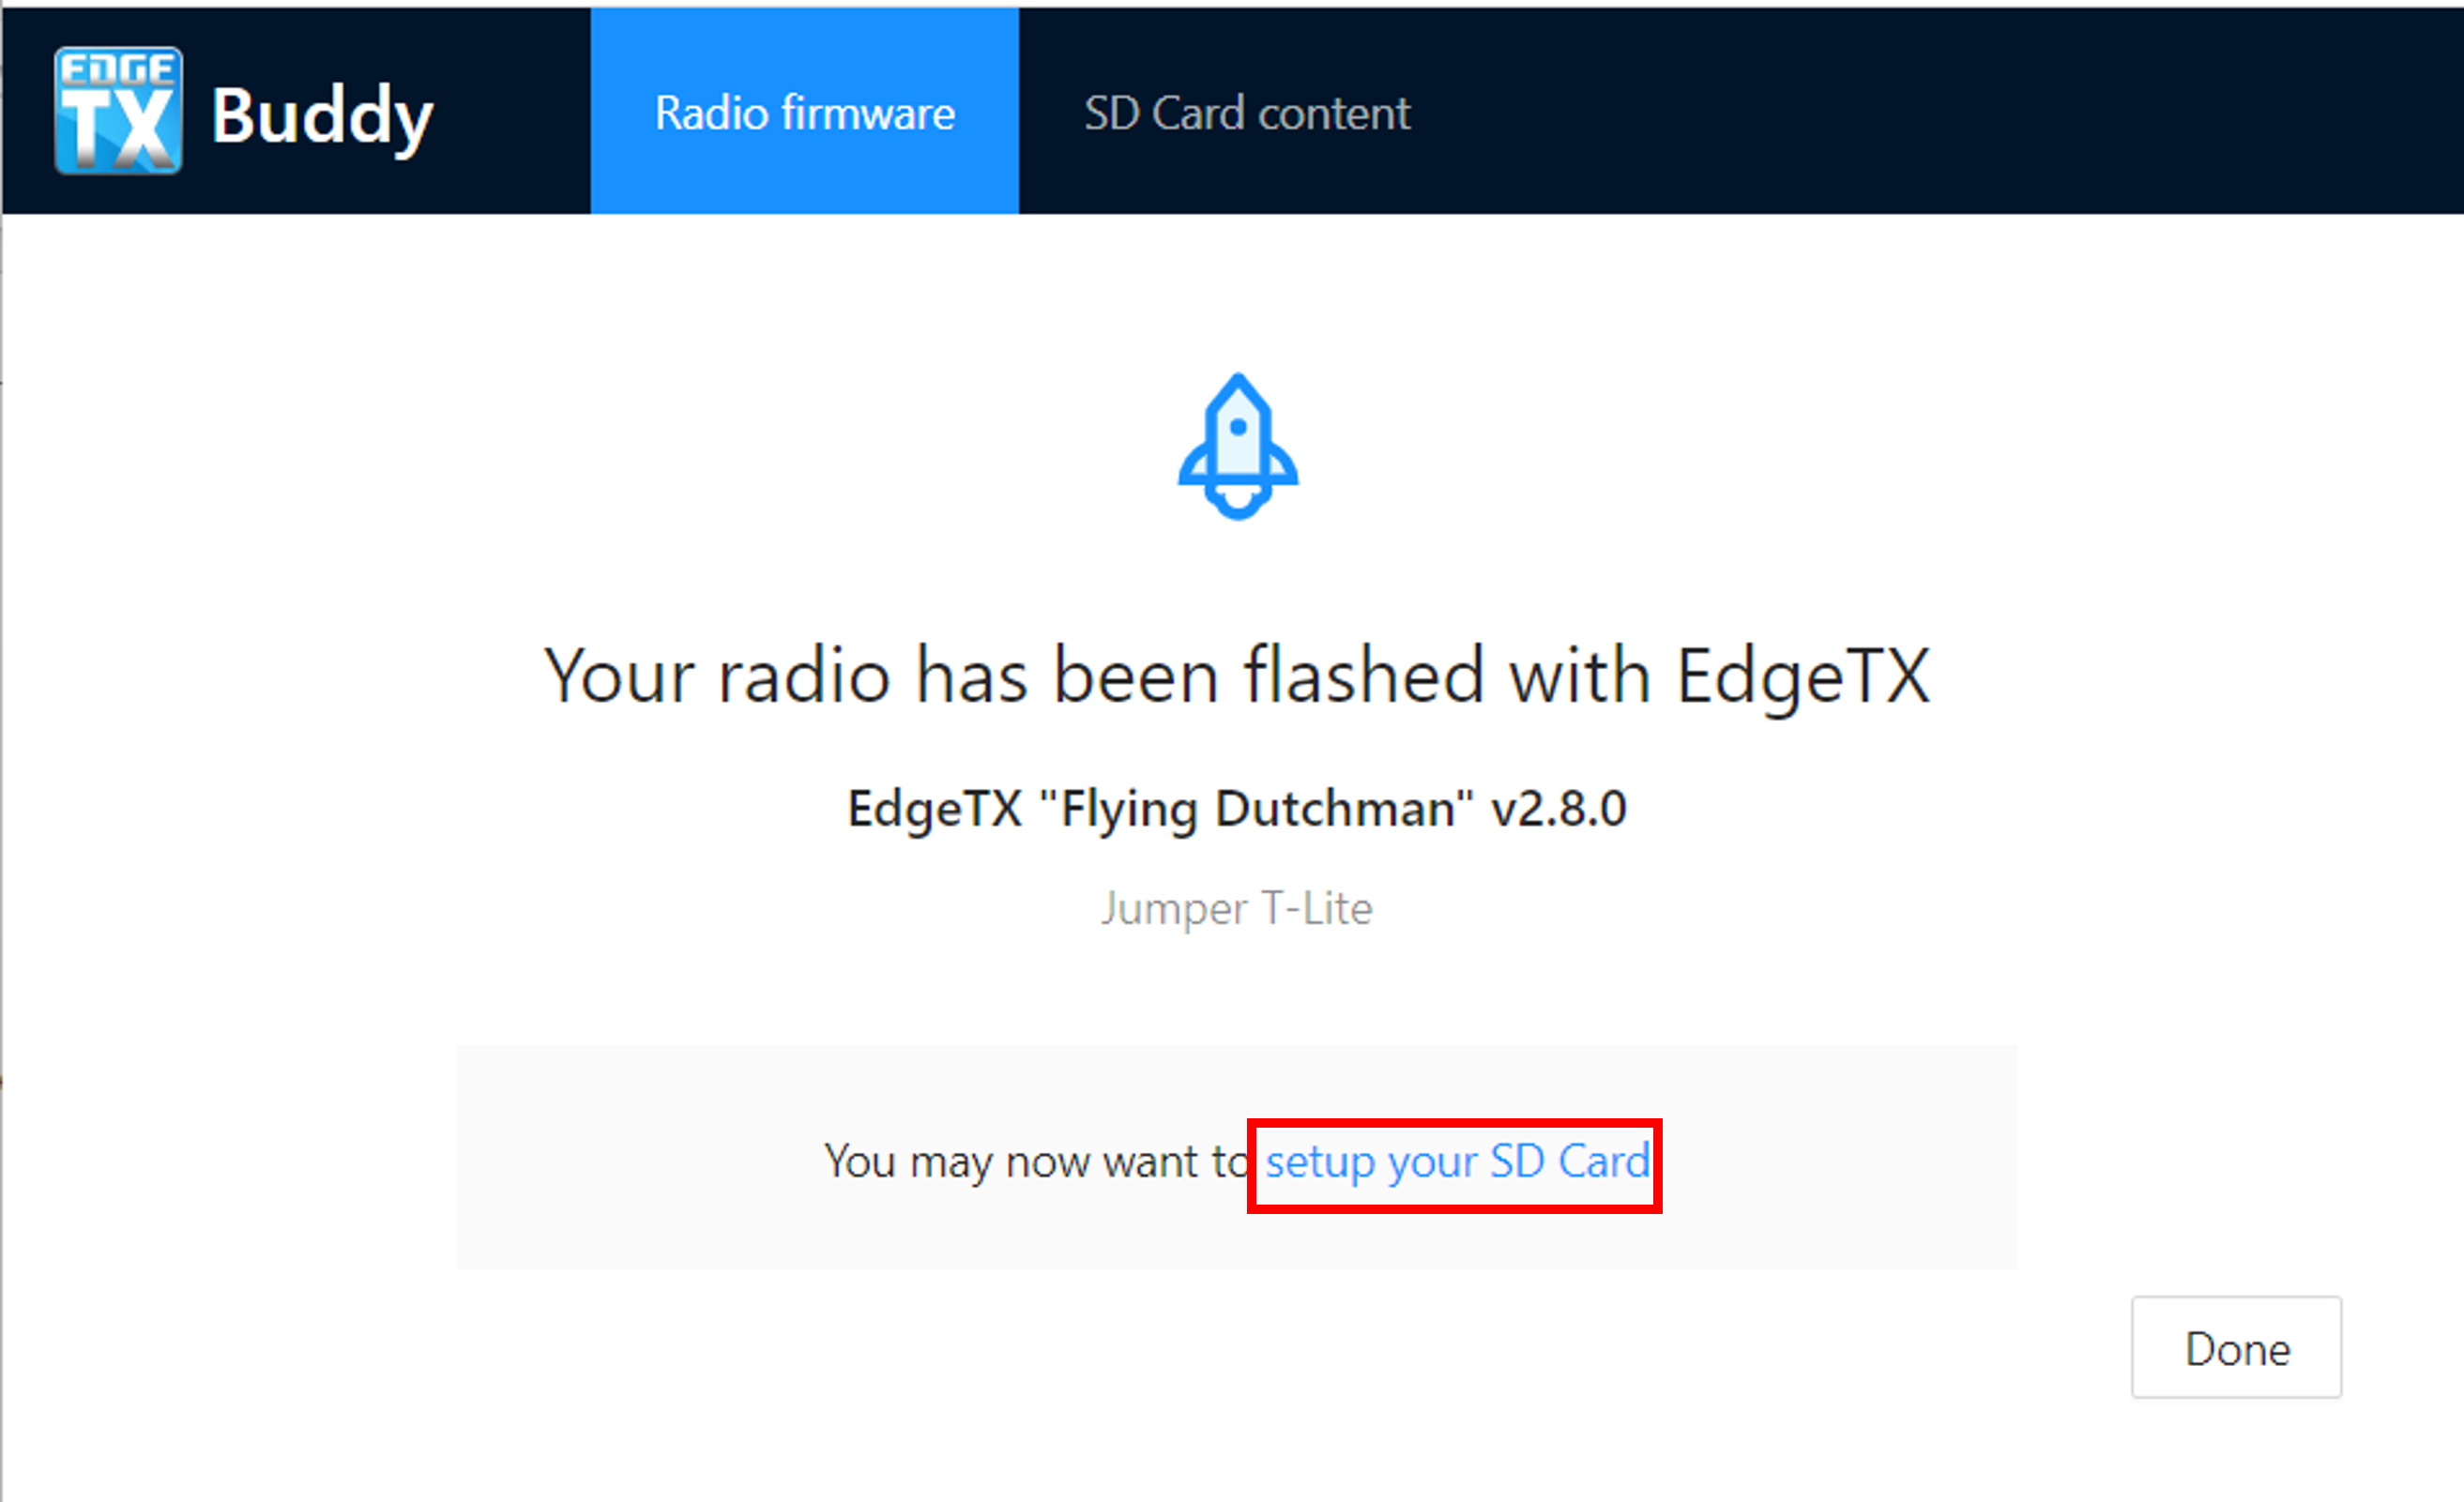 EDGE
TX
Buddy
Radio firmware
SD Card content
Your radio has been flashed with EdgeTX
EdgeTX "Flying Dutchman" v2.8.0
Jumper T-Lite
You may now want to setup your SD Card
Done